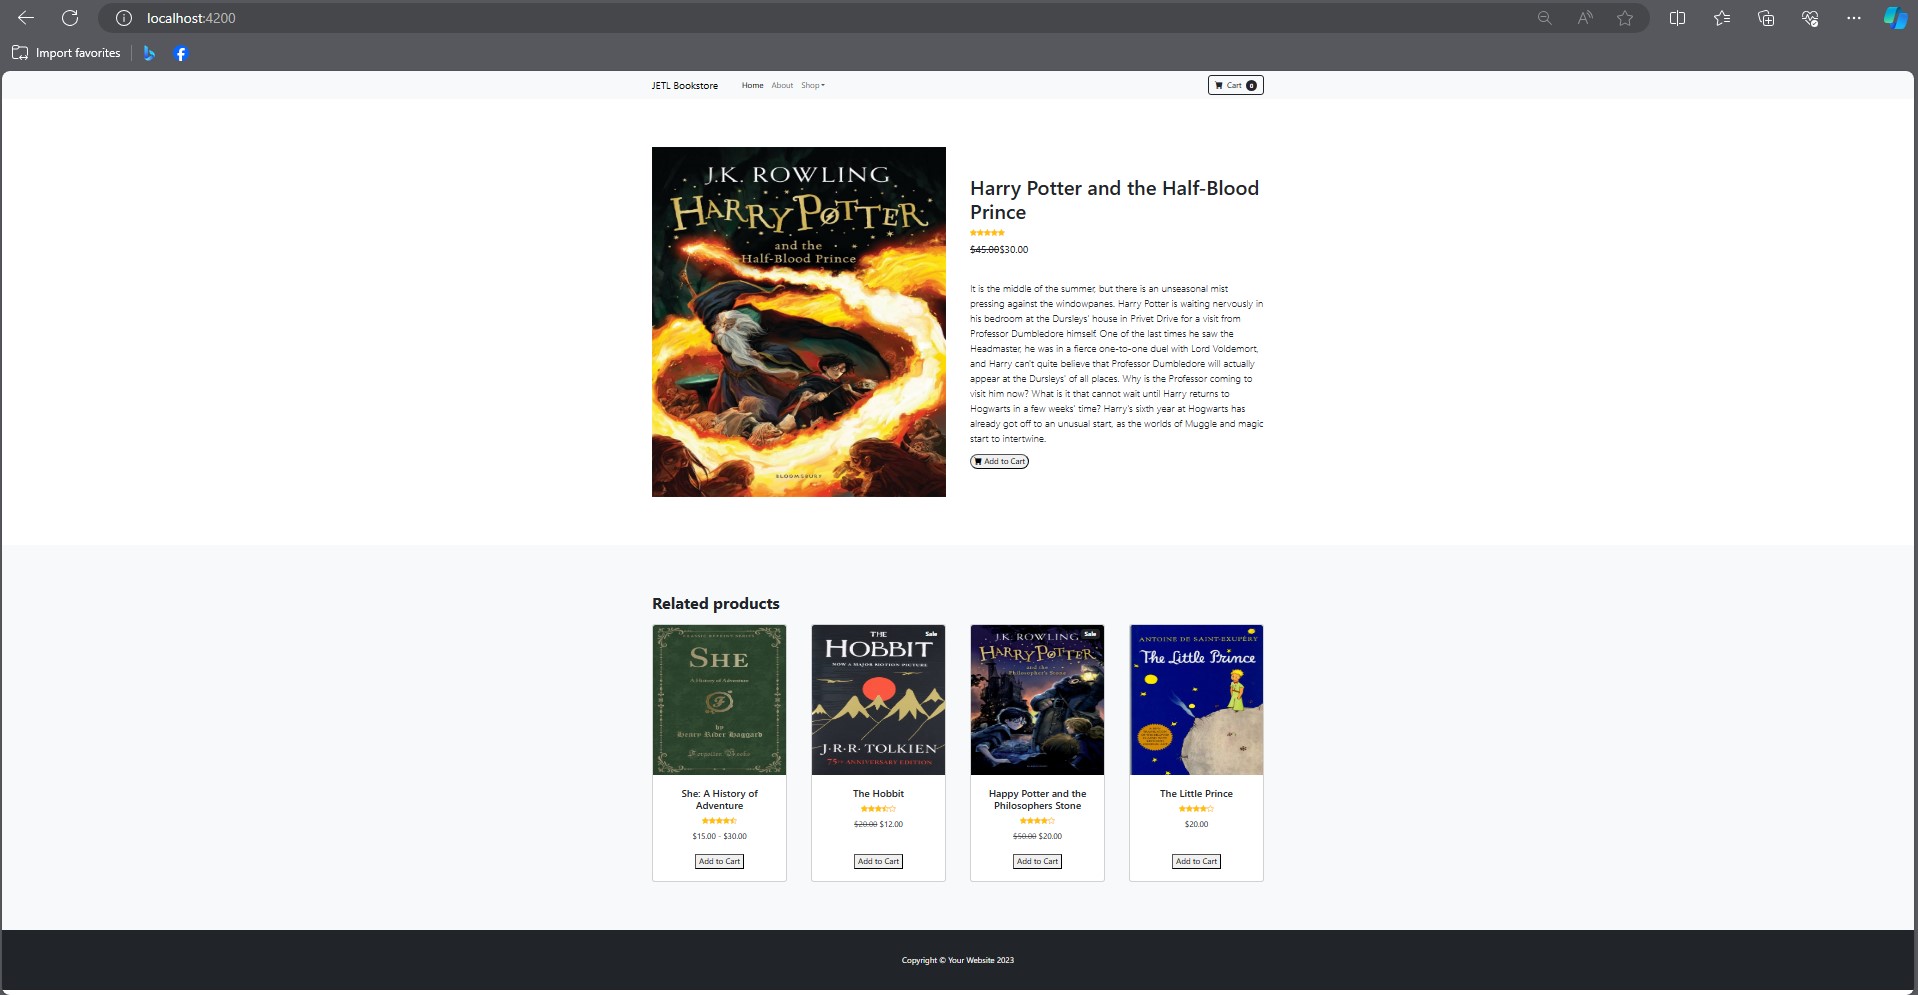 localhost:4200
Import favorites
JETL Bookstore
Home
About
Shop
Cart
0
J.K. ROWLING
HARRY POTTER
and the
Half-Blood Prince
BLOOMSBURY
Harry Potter and the Half-Blood
Prince
$45.00$30.00
It is the middle of the summer, but there is an unseasonal mist
pressing against the windowpanes. Harry Potter is waiting nervously in
his bedroom at the Dursleys' house in Privet Drive for a visit from
Professor Dumbledore himself. One of the last times he saw the
Headmaster, he was in a fierce one-to-one duel with Lord Voldemort,
and Harry can't quite believe that Professor Dumbledore will actually
appear at the Dursleys' of all places. Why is the Professor coming to
visit him now? What is it that cannot wait until Harry returns to
Hogwarts in a few weeks' time? Harry's sixth year at Hogwarts has
already got off to an unusual start, as the worlds of Muggle and magic
start to intertwine.
Add to Cart
Related products
CLASSIC REPRINT SERIES
SHE
A History of Adventure
by
Henry Rider Haggard
Forgotten Books
She: A History of
Adventure
$15.00 - $30.00
Add to Cart
Sale
THE
HOBBIT
NOW A MAJOR MOTION PICTURE
J·R·R·TOLKIEN
75TH ANNIVERSARY EDITION
The Hobbit
$20.00 $12.00
Add to Cart
Sale
J.K. ROWLING
HARRY POTTER
and the
Philosopher's Stone
Happy Potter and the
Philosophers Stone
$50.00 $20.00
Add to Cart
ANTOINE DE SAINT-EXUPÉRY
The Little Prince
The Little Prince
$20.00
Add to Cart
Copyright © Your Website 2023